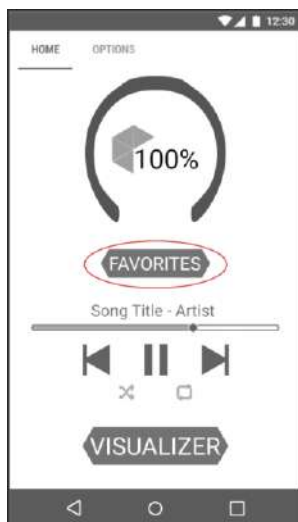 12:30
HOME OPTIONS
100%
FAVORITES
Song Title - Artist
VISUALIZER